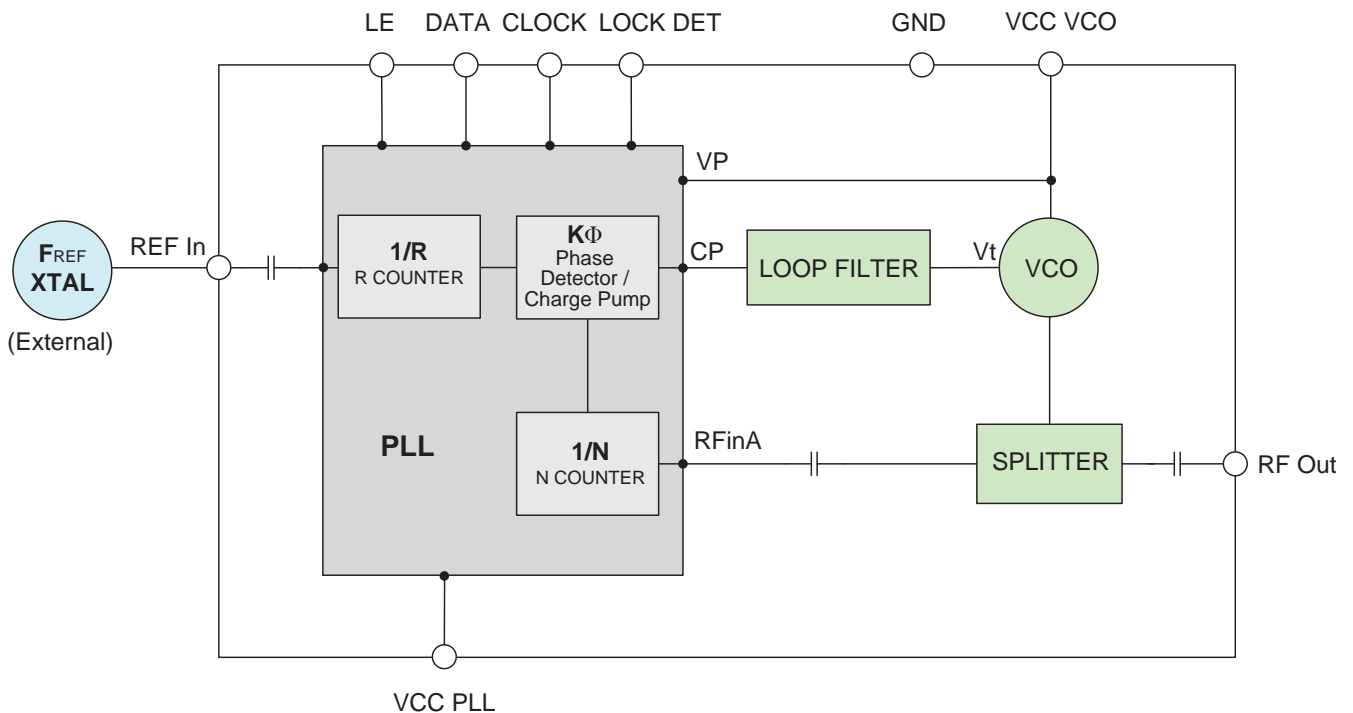 LE DATA CLOCK LOCK DET GND VCC VCO
VP
REF In
FREF
XTAL
(External)
1/R
R COUNTER
KΦ
Phase
Detector /
Charge Pump
CP
LOOP FILTER
Vt
VCO
PLL
1/N
N COUNTER
RFinA
SPLITTER
RF Out
VCC PLL